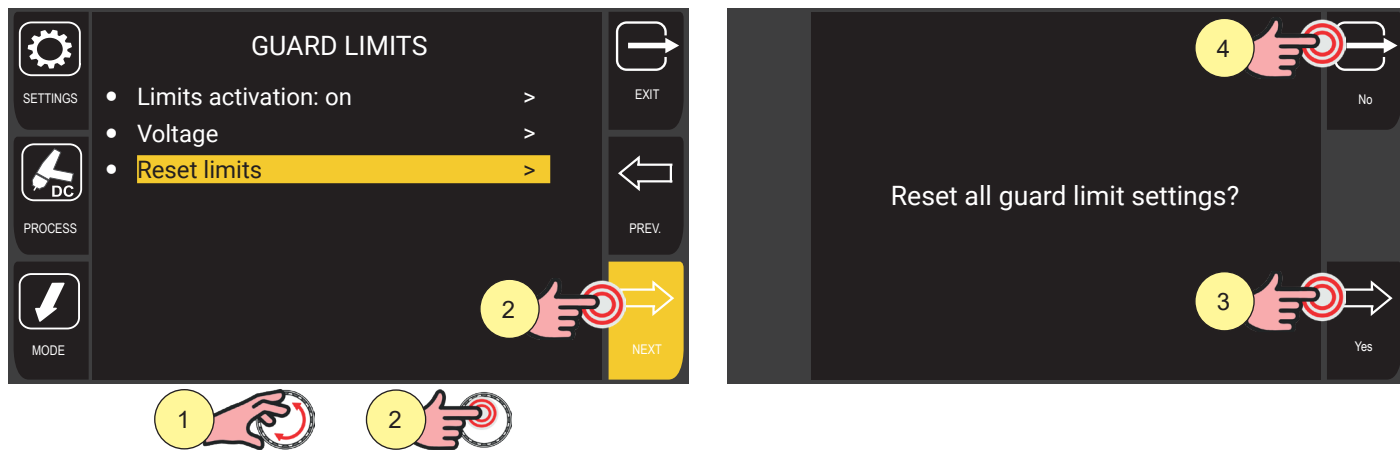 GUARD LIMITS
SETTINGS
• Limits activation: on >
EXIT
• Voltage >
• Reset limits >
DC
PROCESS
PREV.
2
MODE
NEXT
1
2
4
No
Reset all guard limit settings?
3
Yes